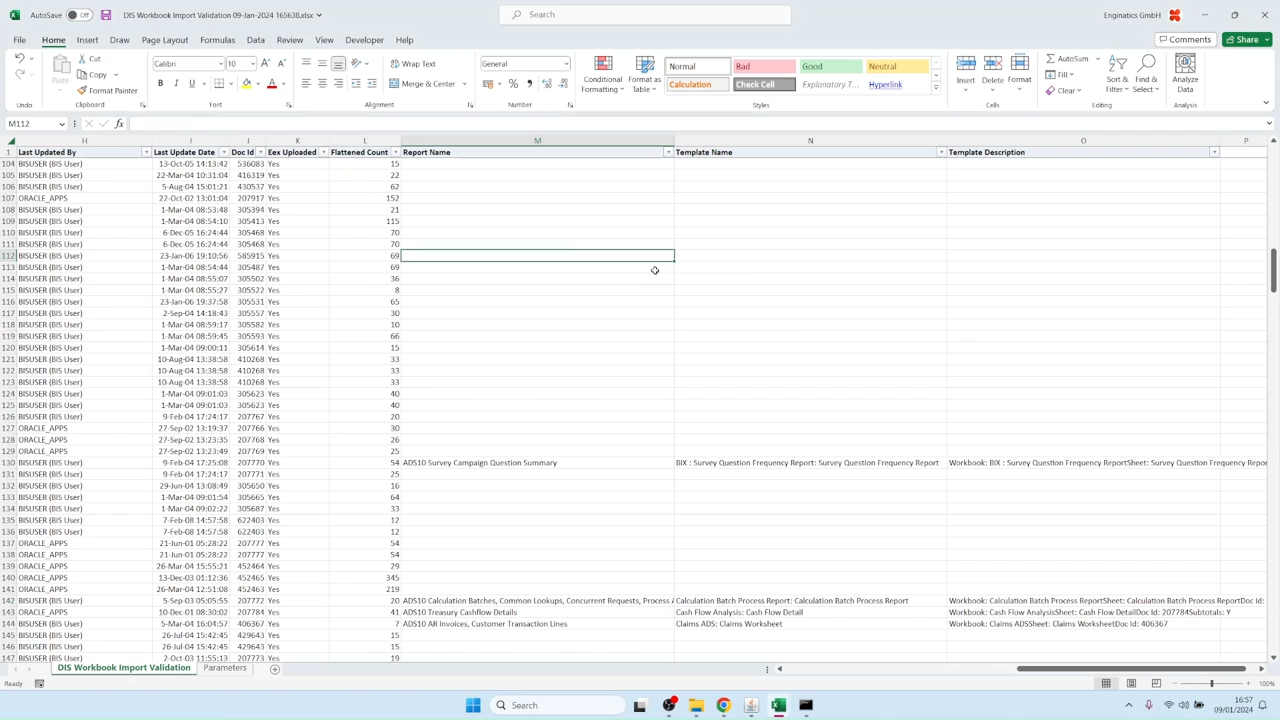 AutoSave Off DIS Workbook Import Validation 09-Jan-2024 165638.xlsx Search Enginatics GmbH
File Home Insert Draw Page Layout Formulas Data Review View Developer Help Comments Share
Cut Calibri 10 Wrap Text General Normal Bad Good Neutral AutoSum
Copy Fill
Paste Format Painter Merge & Center Conditional Formatting Format as Table Calculation Check Cell Explanatory T... Hyperlink Insert Delete Format Clear Sort & Filter Find & Select Analyze Data
Undo Clipboard Font Alignment Number Styles Cells Editing Analysis
M112
H I J K L M N O P
1 Last Updated By Last Update Date Doc Id Eex Uploaded Flattened Count Report Name Template Name Template Description
104 BISUSER (BIS User) 13-Oct-05 14:13:42 536083 Yes 15
105 BISUSER (BIS User) 22-Mar-04 10:31:04 416319 Yes 22
106 BISUSER (BIS User) 5-Aug-04 15:01:21 430537 Yes 62
107 ORACLE_APPS 22-Oct-02 13:01:04 207917 Yes 152
108 BISUSER (BIS User) 1-Mar-04 08:53:48 305394 Yes 21
109 BISUSER (BIS User) 1-Mar-04 08:54:10 305413 Yes 115
110 BISUSER (BIS User) 6-Dec-05 16:24:44 305468 Yes 70
111 BISUSER (BIS User) 6-Dec-05 16:24:44 305468 Yes 70
112 BISUSER (BIS User) 23-Jan-06 19:10:56 585915 Yes 69
113 BISUSER (BIS User) 1-Mar-04 08:54:44 305487 Yes 69
114 BISUSER (BIS User) 1-Mar-04 08:55:07 305502 Yes 36
115 BISUSER (BIS User) 1-Mar-04 08:55:27 305522 Yes 8
116 BISUSER (BIS User) 23-Jan-06 19:37:58 305531 Yes 65
117 BISUSER (BIS User) 2-Sep-04 14:18:43 305557 Yes 30
118 BISUSER (BIS User) 1-Mar-04 08:59:17 305582 Yes 10
119 BISUSER (BIS User) 1-Mar-04 08:59:45 305593 Yes 66
120 BISUSER (BIS User) 1-Mar-04 09:00:11 305614 Yes 15
121 BISUSER (BIS User) 10-Aug-04 13:38:58 410268 Yes 33
122 BISUSER (BIS User) 10-Aug-04 13:38:58 410268 Yes 33
123 BISUSER (BIS User) 10-Aug-04 13:38:58 410268 Yes 33
124 BISUSER (BIS User) 1-Mar-04 09:01:03 305623 Yes 40
125 BISUSER (BIS User) 1-Mar-04 09:01:03 305623 Yes 40
126 BISUSER (BIS User) 9-Feb-04 17:24:17 207767 Yes 20
127 ORACLE_APPS 27-Sep-02 13:19:37 207766 Yes 30
128 ORACLE_APPS 27-Sep-02 13:23:35 207768 Yes 26
129 ORACLE_APPS 27-Sep-02 13:23:49 207769 Yes 25
130 BISUSER (BIS User) 9-Feb-04 17:25:08 207770 Yes 54 ADS10 Survey Campaign Question Summary BIX : Survey Question Frequency Report: Survey Question Frequency Report Workbook: BIX : Survey Question Frequency ReportSheet: Survey Question Frequency Repor
131 BISUSER (BIS User) 9-Feb-04 17:24:17 207771 Yes 25
132 BISUSER (BIS User) 29-Jun-04 13:08:49 305650 Yes 16
133 BISUSER (BIS User) 1-Mar-04 09:01:54 305665 Yes 64
134 BISUSER (BIS User) 1-Mar-04 09:02:22 305687 Yes 33
135 BISUSER (BIS User) 7-Feb-08 14:57:58 622403 Yes 12
136 BISUSER (BIS User) 7-Feb-08 14:57:58 622403 Yes 12
137 ORACLE_APPS 21-Jun-01 05:28:22 207777 Yes 54
138 ORACLE_APPS 21-Jun-01 05:28:22 207777 Yes 54
139 ORACLE_APPS 26-Mar-04 15:55:21 452464 Yes 29
140 ORACLE_APPS 13-Dec-03 01:12:36 452465 Yes 345
141 ORACLE_APPS 26-Mar-04 12:51:08 452463 Yes 219
142 BISUSER (BIS User) 5-Sep-03 05:05:55 207772 Yes 20 ADS10 Calculation Batches, Common Lookups, Concurrent Requests, Process A Calculation Batch Process Report: Calculation Batch Process Report Workbook: Calculation Batch Process ReportSheet: Calculation Batch Process ReportDoc Id:
143 ORACLE_APPS 10-Dec-01 08:30:02 207784 Yes 41 ADS10 Treasury Cashflow Details Cash Flow Analysis: Cash Flow Detail Workbook: Cash Flow AnalysisSheet: Cash Flow DetailDoc Id: 207784Subtotals: Y
144 BISUSER (BIS User) 5-Mar-04 16:04:57 406367 Yes 7 ADS10 AR Invoices, Customer Transaction Lines Claims ADS: Claims Worksheet Workbook: Claims ADSSheet: Claims WorksheetDoc Id: 406367
145 BISUSER (BIS User) 26-Jul-04 15:42:45 429643 Yes 15
146 BISUSER (BIS User) 26-Jul-04 15:42:45 429643 Yes 15
147 BISUSER (BIS User) 2-Oct-03 11:55:13 207773 Yes 19
DIS Workbook Import Validation Parameters
Ready 100%
Search 16:57
09/01/2024